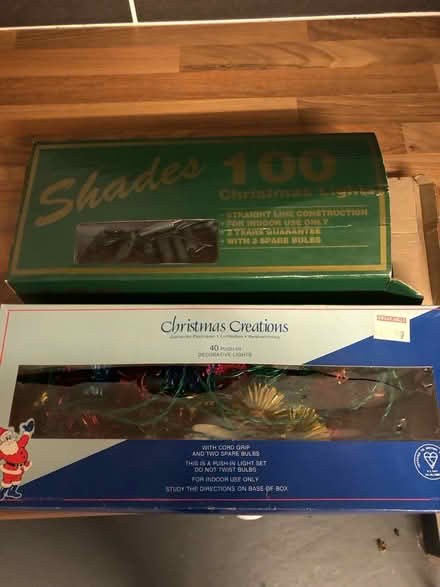 Shades 100
Christmas Lights
• STRAIGHT LINE CONSTRUCTION
• FOR INDOOR USE ONLY
• 2 YEARS GUARANTEE
• WITH 3 SPARE BULBS
Christmas Creations
40 PUSH-IN
DECORATIVE LIGHTS
WITH CORD GRIP
AND TWO SPARE BULBS
THIS IS A PUSH-IN LIGHT SET
DO NOT TWIST BULBS
FOR INDOOR USE ONLY
STUDY THE DIRECTIONS ON BASE OF BOX